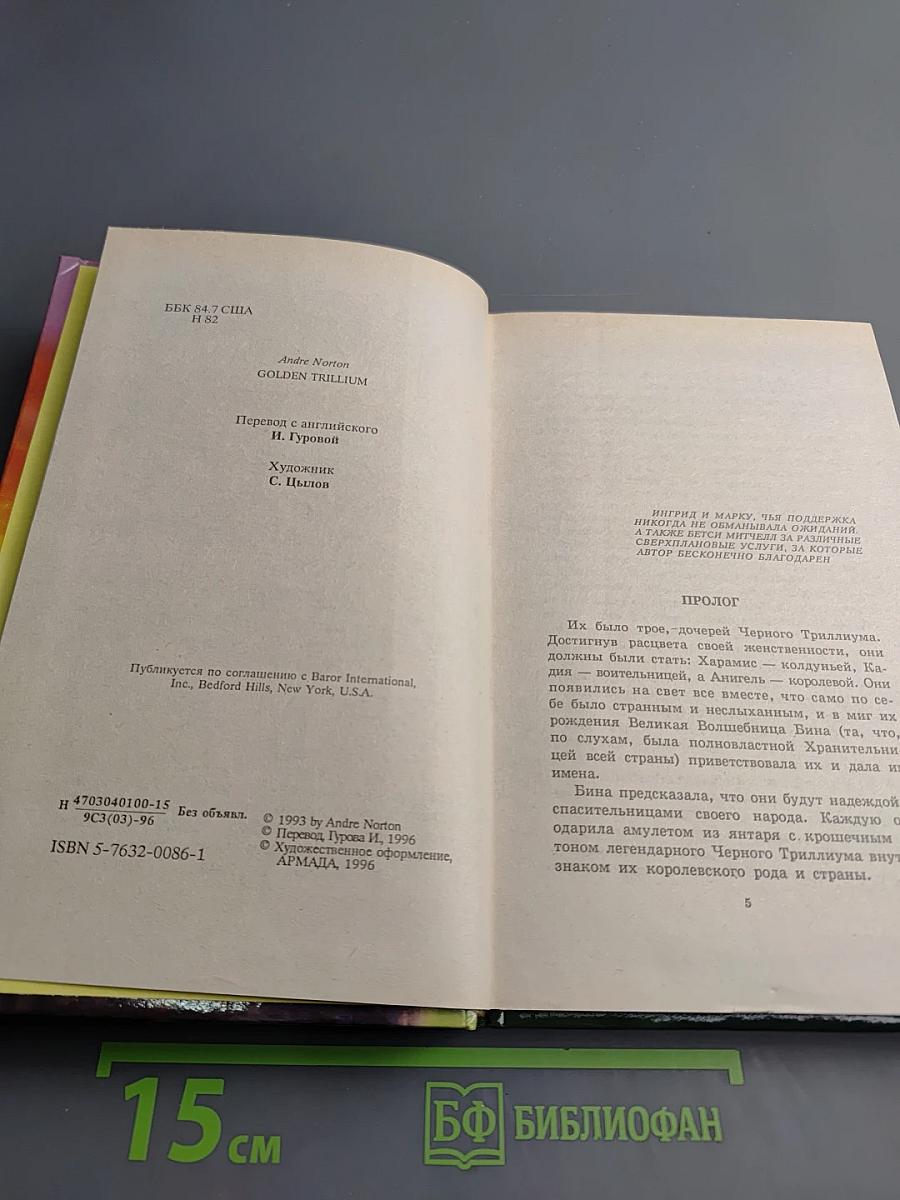 ББК 84.7 США
Н 82
Andre Norton
GOLDEN TRILLIUM
Перевод с английского
И. Гуровой
Художник
С. Цылов
Публикуется по соглашению с Baror International,
Inc., Bedford Hills, New York, U.S.A.
Н 4703040100-15 Без объявл.
9С3(03)-96
ISBN 5-7632-0086-1
© 1993 by Andre Norton
© Перевод, Гурова И., 1996
© Художественное оформление,
АРМАДА, 1996
ИНГРИД И МАРКУ, ЧЬЯ ПОДДЕРЖКА
НИКОГДА НЕ ОБМАНЫВАЛА ОЖИДАНИЙ.
А ТАКЖЕ БЕТСИ МИТЧЕЛЛ ЗА РАЗЛИЧНЫЕ
СВЕРХПЛАНОВЫЕ УСЛУГИ, ЗА КОТОРЫЕ
АВТОР БЕСКОНЕЧНО БЛАГОДАРЕН
ПРОЛОГ
Их было трое, дочерей Черного Триллиума.
Достигнув расцвета своей женственности, они
должны были стать: Харамис — колдуньей, Ка-
дия — воительницей, а Анигель — королевой. Они
появились на свет все вместе, что само по се-
бе было странным и неслыханным, и в миг их
рождения Великая Волшебница Бина (та, что,
по слухам, была полновластной Хранительни-
цей всей страны) приветствовала их и дала и
имена.
Бина предсказала, что они будут надеждой
спасительницами своего народа. Каждую о
одарила амулетом из янтаря с крошечным
тоном легендарного Черного Триллиума внут
знаком их королевского рода и страны.
5
15 см
БФ БИБЛИОФАН